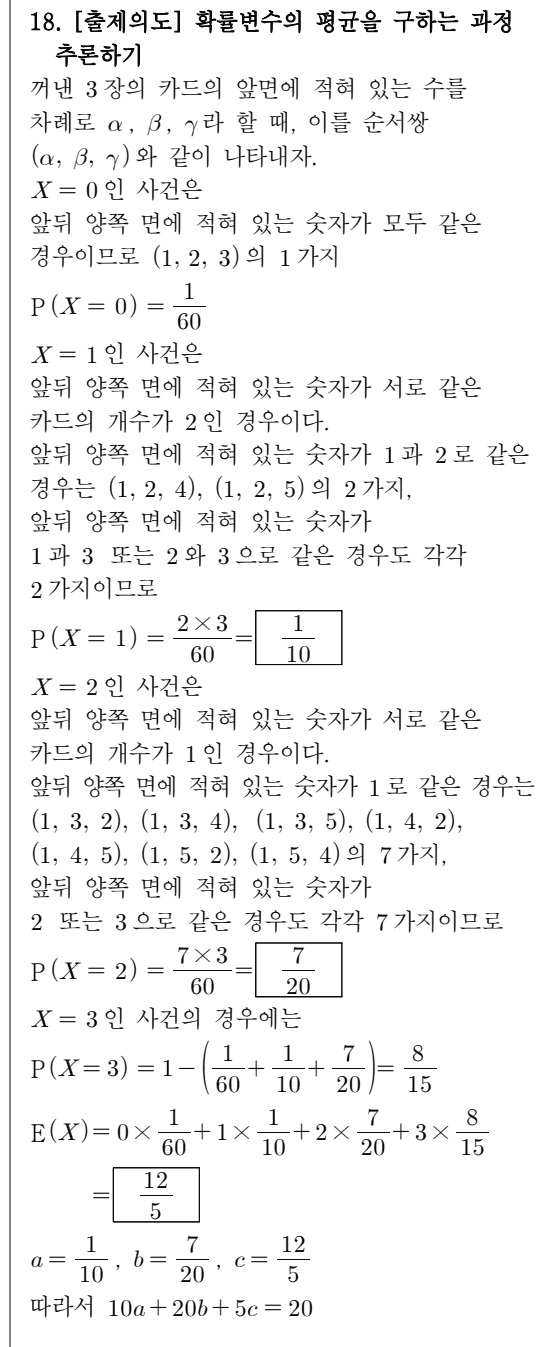 18. [출제의도] 확률변수의 평균을 구하는 과정
추론하기
꺼낸 3장의 카드의 앞면에 적혀 있는 수를
차례로 α, β, γ라 할 때, 이를 순서쌍
(α, β, γ)와 같이 나타내자.
X = 0인 사건은
앞뒤 양쪽 면에 적혀 있는 숫자가 모두 같은
경우이므로 (1, 2, 3)의 1가지
P(X = 0) = 1/60
X = 1인 사건은
앞뒤 양쪽 면에 적혀 있는 숫자가 서로 같은
카드의 개수가 2인 경우이다.
앞뒤 양쪽 면에 적혀 있는 숫자가 1과 2로 같은
경우는 (1, 2, 4), (1, 2, 5)의 2가지,
앞뒤 양쪽 면에 적혀 있는 숫자가
1과 3 또는 2와 3으로 같은 경우도 각각
2가지이므로
P(X = 1) = (2×3)/60 = 1/10
X = 2인 사건은
앞뒤 양쪽 면에 적혀 있는 숫자가 서로 같은
카드의 개수가 1인 경우이다.
앞뒤 양쪽 면에 적혀 있는 숫자가 1로 같은 경우는
(1, 3, 2), (1, 3, 4), (1, 3, 5), (1, 4, 2),
(1, 4, 5), (1, 5, 2), (1, 5, 4)의 7가지,
앞뒤 양쪽 면에 적혀 있는 숫자가
2 또는 3으로 같은 경우도 각각 7가지이므로
P(X = 2) = (7×3)/60 = 7/20
X = 3인 사건의 경우에는
P(X=3) = 1-(1/60 + 1/10 + 7/20) = 8/15
E(X) = 0×1/60 + 1×1/10 + 2×7/20 + 3×8/15
= 12/5
a = 1/10, b = 7/20, c = 12/5
따라서 10a+20b+5c = 20